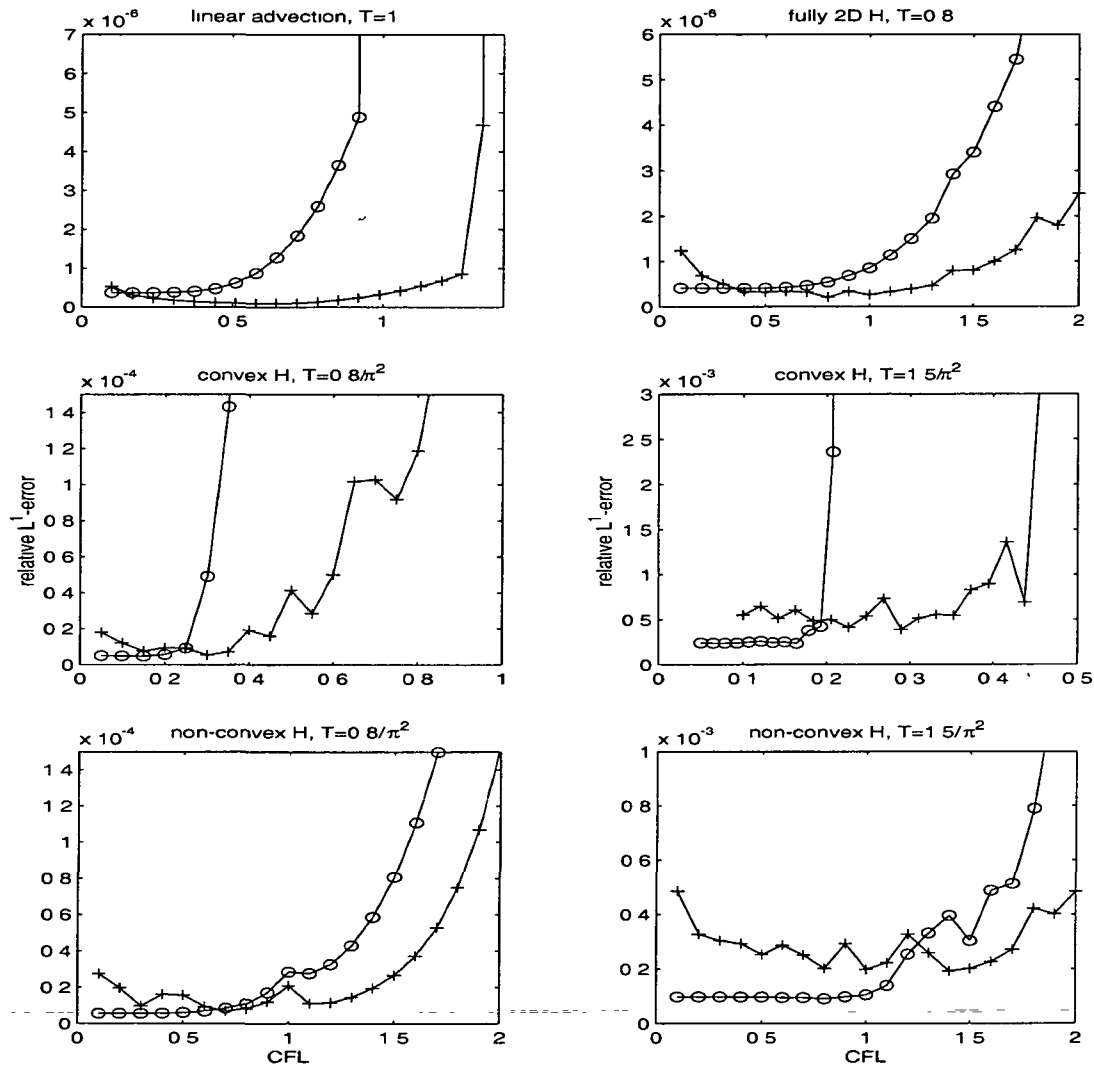 linear advection, T=1
x 10^-6
7
6
5
4
3
2
1
0
0 0 5 1
fully 2D H, T=0 8
x 10^-6
6
5
4
3
2
1
0
0 0 5 1 1 5 2
convex H, T=0 8/π^2
x 10^-4
1 4
1 2
1
0 8
0 6
0 4
0 2
0
relative L^1-error
0 0 2 0 4 0 6 0 8 1
convex H, T=1 5/π^2
x 10^-3
3
2 5
2
1 5
1
0 5
0
relative L^1-error
0 0 1 0 2 0 3 0 4 0 5
non-convex H, T=0 8/π^2
x 10^-4
1 4
1 2
1
0 8
0 6
0 4
0 2
0
0 0 5 1 1 5 2
CFL
non-convex H, T=1 5/π^2
x 10^-3
1
0 8
0 6
0 4
0 2
0
0 0 5 1 1 5 2
CFL